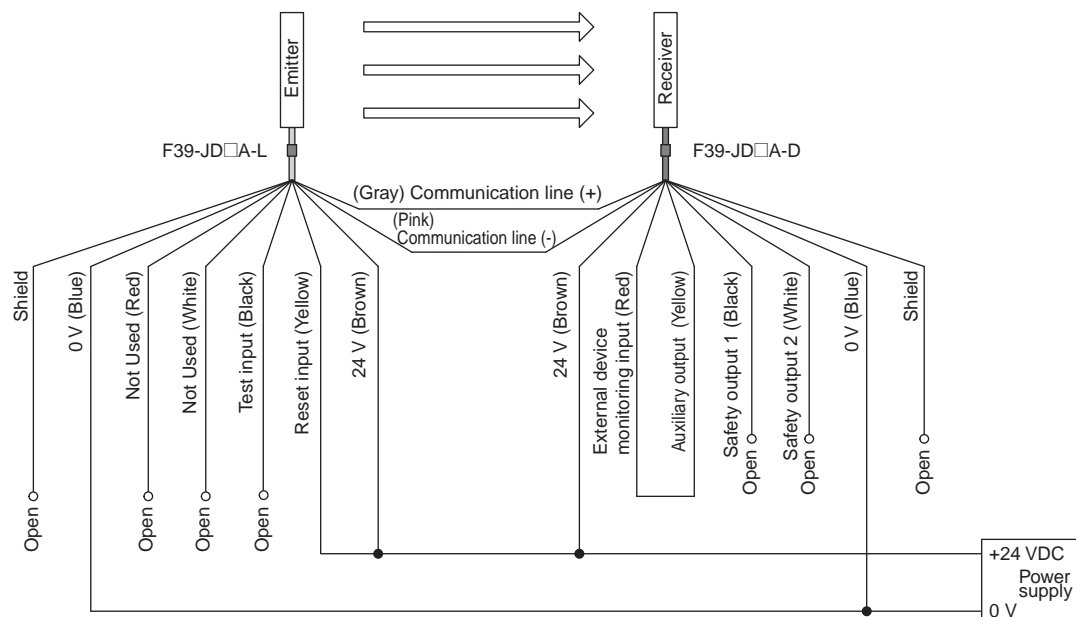 Emitter
Receiver
F39-JD□A-L
F39-JD□A-D
(Gray) Communication line (+)
(Pink)
Communication line (-)
Shield
0 V (Blue)
Not Used (Red)
Not Used (White)
Test input (Black)
Reset input (Yellow)
24 V (Brown)
24 V (Brown)
External device
monitoring input (Red)
Auxiliary output (Yellow)
Safety output 1 (Black)
Safety output 2 (White)
0 V (Blue)
Shield
Open
Open
Open
Open
Open
Open
Open
+24 VDC
Power
supply
0 V